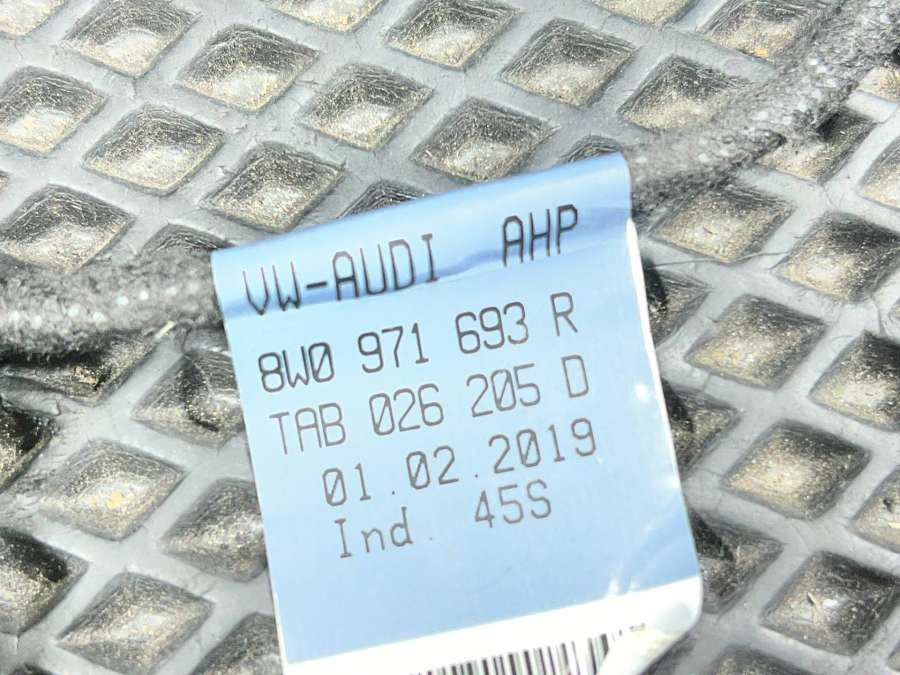 VW-AUDI AHP
8W0 971 693 R
TAB 026 205 D
01.02.2019
Ind. 45S